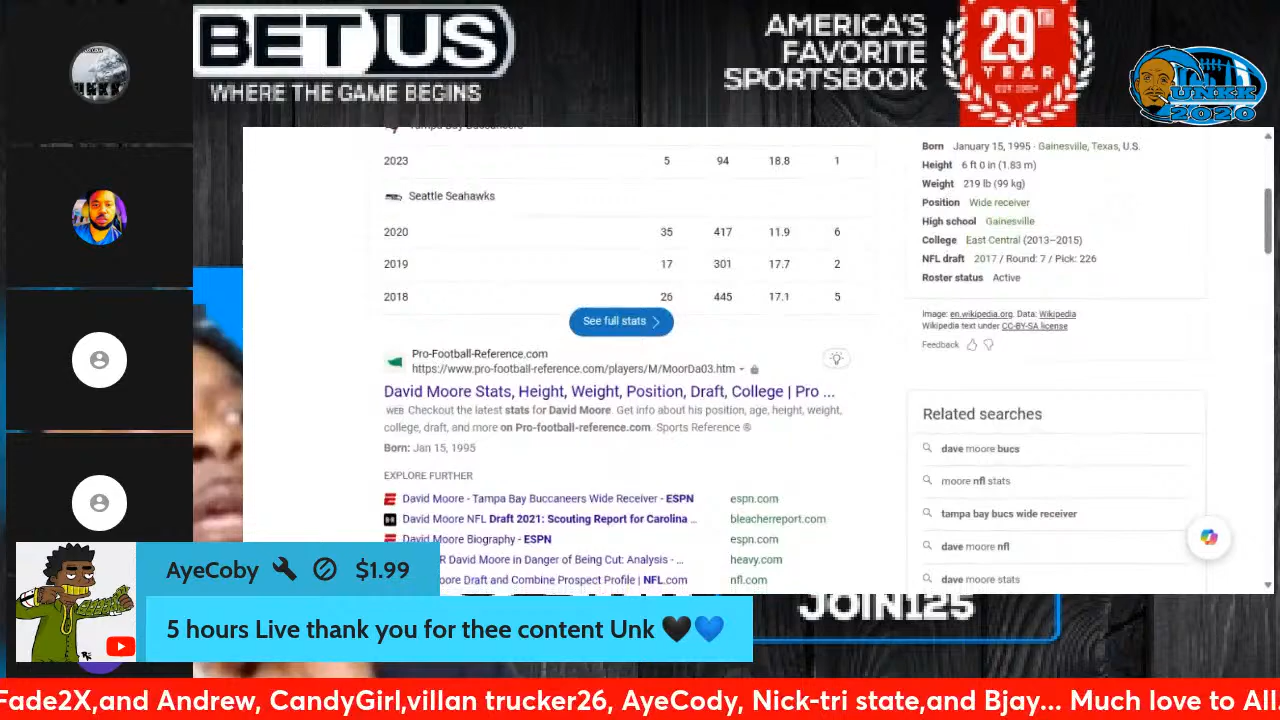 BETUS
WHERE THE GAME BEGINS
AMERICA'S
FAVORITE
SPORTSBOOK
29TH
YEAR
EST 1994
UNKK
2020
Tampa Bay Buccaneers
2023 5 94 18.8 1
Seattle Seahawks
2020 35 417 11.9 6
2019 17 301 17.7 2
2018 26 445 17.1 5
See full stats
Pro-Football-Reference.com
https://www.pro-football-reference.com/players/M/MoorDa03.htm
David Moore Stats, Height, Weight, Position, Draft, College | Pro ...
WEB Checkout the latest stats for David Moore. Get info about his position, age, height, weight,
college, draft, and more on Pro-football-reference.com. Sports Reference ®
Born: Jan 15, 1995
EXPLORE FURTHER
David Moore - Tampa Bay Buccaneers Wide Receiver - ESPN espn.com
David Moore NFL Draft 2021: Scouting Report for Carolina ... bleacherreport.com
David Moore Biography - ESPN espn.com
R David Moore in Danger of Being Cut: Analysis - ... heavy.com
oore Draft and Combine Prospect Profile | NFL.com nfl.com
Born January 15, 1995 · Gainesville, Texas, U.S.
Height 6 ft 0 in (1.83 m)
Weight 219 lb (99 kg)
Position Wide receiver
High school Gainesville
College East Central (2013–2015)
NFL draft 2017 / Round: 7 / Pick: 226
Roster status Active
Image: en.wikipedia.org. Data: Wikipedia
Wikipedia text under CC-BY-SA license
Feedback
Related searches
dave moore bucs
moore nfl stats
tampa bay bucs wide receiver
dave moore nfl
dave moore stats
JOIN125
AyeCoby $1.99
5 hours Live thank you for thee content Unk 🖤💙
Fade2X,and Andrew, CandyGirl,villan trucker26, AyeCody, Nick-tri state,and Bjay... Much love to All.